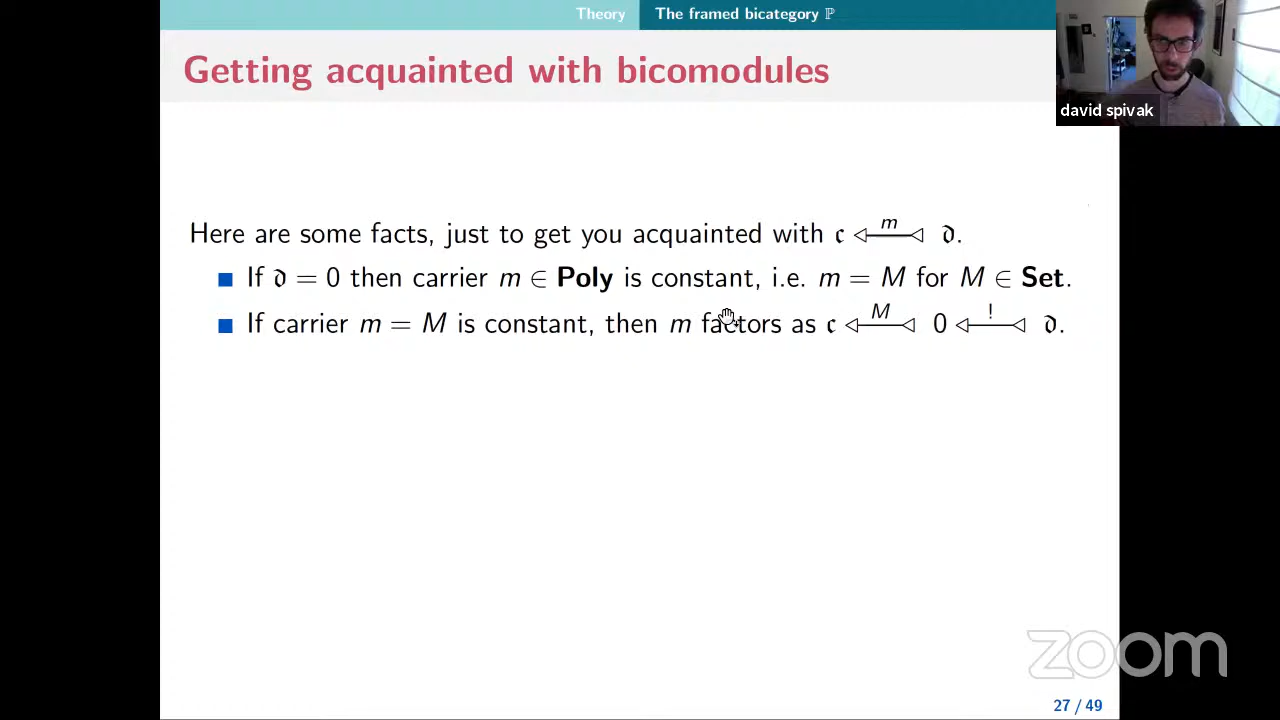 Theory The framed bicategory ℙ
Getting acquainted with bicomodules
david spivak
Here are some facts, just to get you acquainted with 𝔠 ◁—m—◁ 𝔡.
If 𝔡 = 0 then carrier m ∈ Poly is constant, i.e. m = M for M ∈ Set.
If carrier m = M is constant, then m factors as 𝔠 ◁—M—◁ 0 ◁—!—◁ 𝔡.
zoom
27 / 49